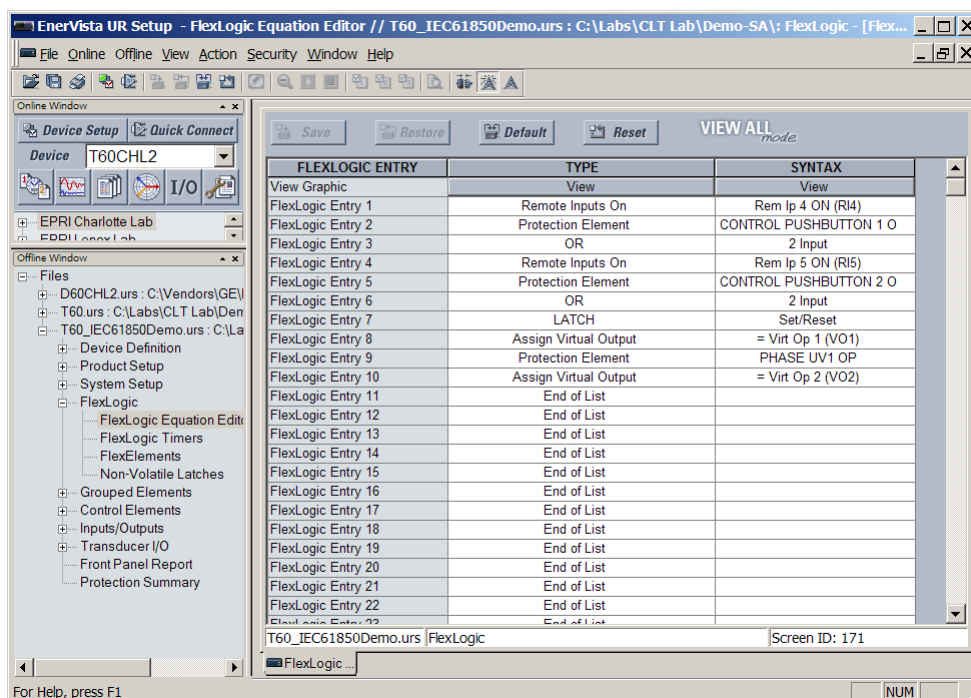 EnerVista UR Setup - FlexLogic Equation Editor // T60_IEC61850Demo.urs : C:\Labs\CLT Lab\Demo-SA\: FlexLogic - [Flex...
File Online Offline View Action Security Window Help
Online Window
Device Setup Quick Connect
Device T60CHL2
I/O
EPRI Charlotte Lab
EPRI Lenox Lab
Offline Window
Files
D60CHL2.urs : C:\Vendors\GE\
T60.urs : C:\Labs\CLT Lab\Dem
T60_IEC61850Demo.urs : C:\La
Device Definition
Product Setup
System Setup
FlexLogic
FlexLogic Equation Edito
FlexLogic Timers
FlexElements
Non-Volatile Latches
Grouped Elements
Control Elements
Inputs/Outputs
Transducer I/O
Front Panel Report
Protection Summary
Save Restore Default Reset VIEW ALL mode
FLEXLOGIC ENTRY TYPE SYNTAX
View Graphic View View
FlexLogic Entry 1 Remote Inputs On Rem Ip 4 ON (RI4)
FlexLogic Entry 2 Protection Element CONTROL PUSHBUTTON 1 O
FlexLogic Entry 3 OR 2 Input
FlexLogic Entry 4 Remote Inputs On Rem Ip 5 ON (RI5)
FlexLogic Entry 5 Protection Element CONTROL PUSHBUTTON 2 O
FlexLogic Entry 6 OR 2 Input
FlexLogic Entry 7 LATCH Set/Reset
FlexLogic Entry 8 Assign Virtual Output = Virt Op 1 (VO1)
FlexLogic Entry 9 Protection Element PHASE UV1 OP
FlexLogic Entry 10 Assign Virtual Output = Virt Op 2 (VO2)
FlexLogic Entry 11 End of List
FlexLogic Entry 12 End of List
FlexLogic Entry 13 End of List
FlexLogic Entry 14 End of List
FlexLogic Entry 15 End of List
FlexLogic Entry 16 End of List
FlexLogic Entry 17 End of List
FlexLogic Entry 18 End of List
FlexLogic Entry 19 End of List
FlexLogic Entry 20 End of List
FlexLogic Entry 21 End of List
FlexLogic Entry 22 End of List
FlexLogic Entry 23 End of List
T60_IEC61850Demo.urs FlexLogic Screen ID: 171
FlexLogic ...
For Help, press F1 NUM